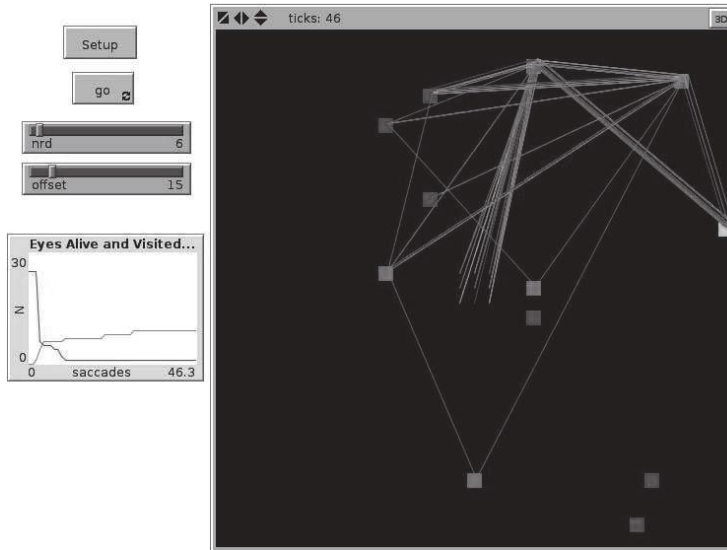 ticks: 46
3D
Setup
go
nrd 6
offset 15
Eyes Alive and Visited...
30
N
0
0 saccades 46.3